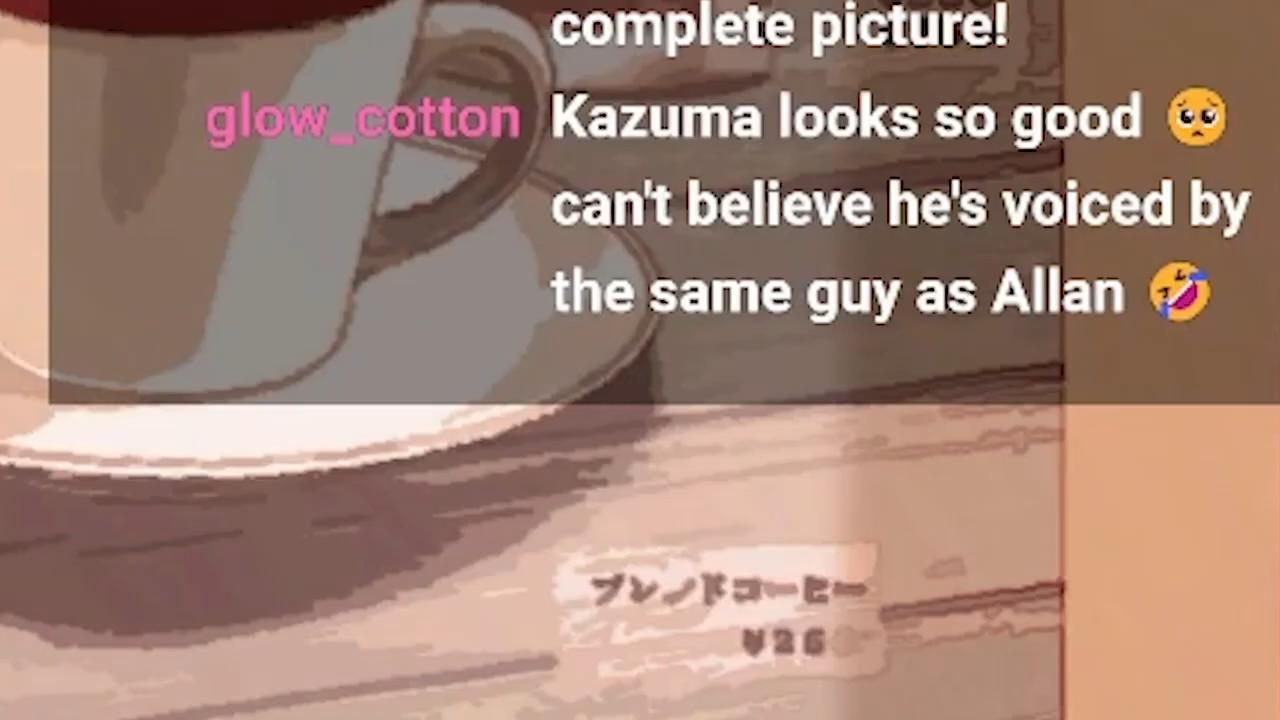 complete picture!
glow_cotton Kazuma looks so good 🥺
can't believe he's voiced by
the same guy as Allan 🤣
ブレンドコーヒー